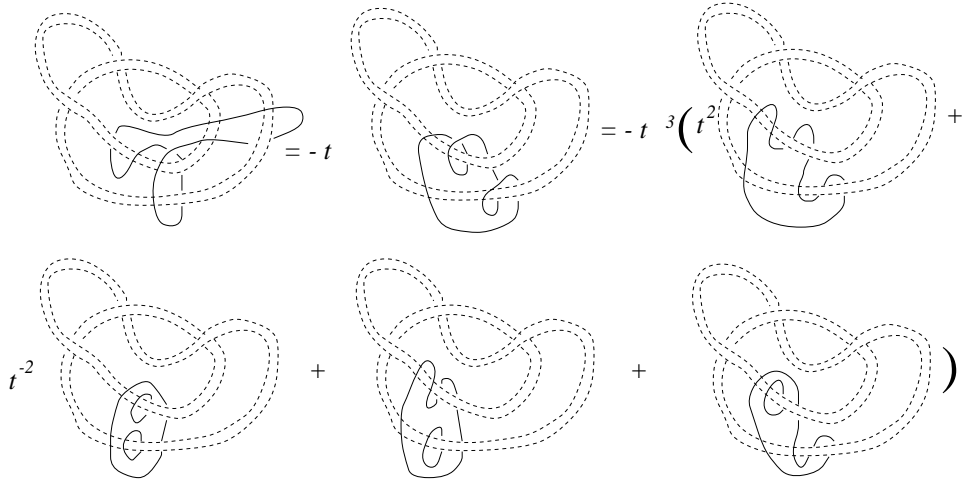 = - t = - t ³( t² +
t⁻² + + )